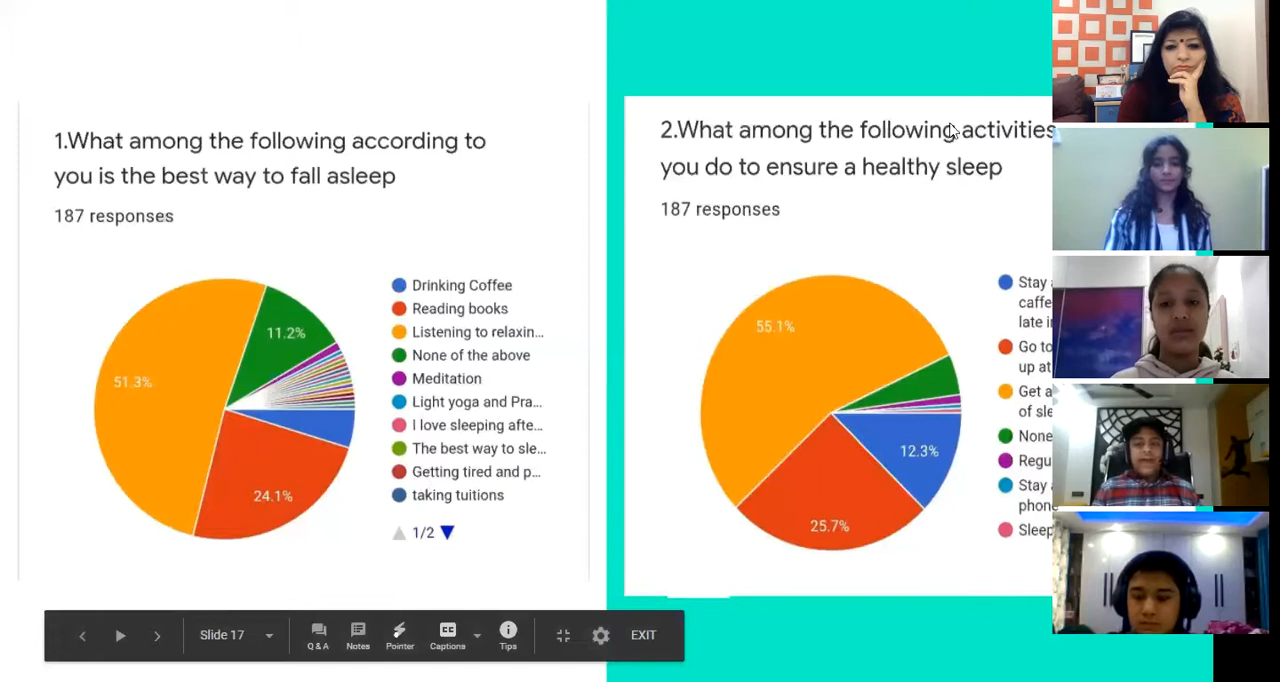 1.What among the following according to
you is the best way to fall asleep
187 responses
11.2%
51.3%
24.1%
Drinking Coffee
Reading books
Listening to relaxin...
None of the above
Meditation
Light yoga and Pra...
I love sleeping afte...
The best way to sle...
Getting tired and p...
taking tuitions
1/2
2.What among the following activities
you do to ensure a healthy sleep
187 responses
55.1%
12.3%
25.7%
Stay
caffe
late i
Go to
up at
Get a
of sle
None
Regu
Stay
phone
Sleep
Slide 17
Q & A
Notes
Pointer
CC
Captions
Tips
EXIT